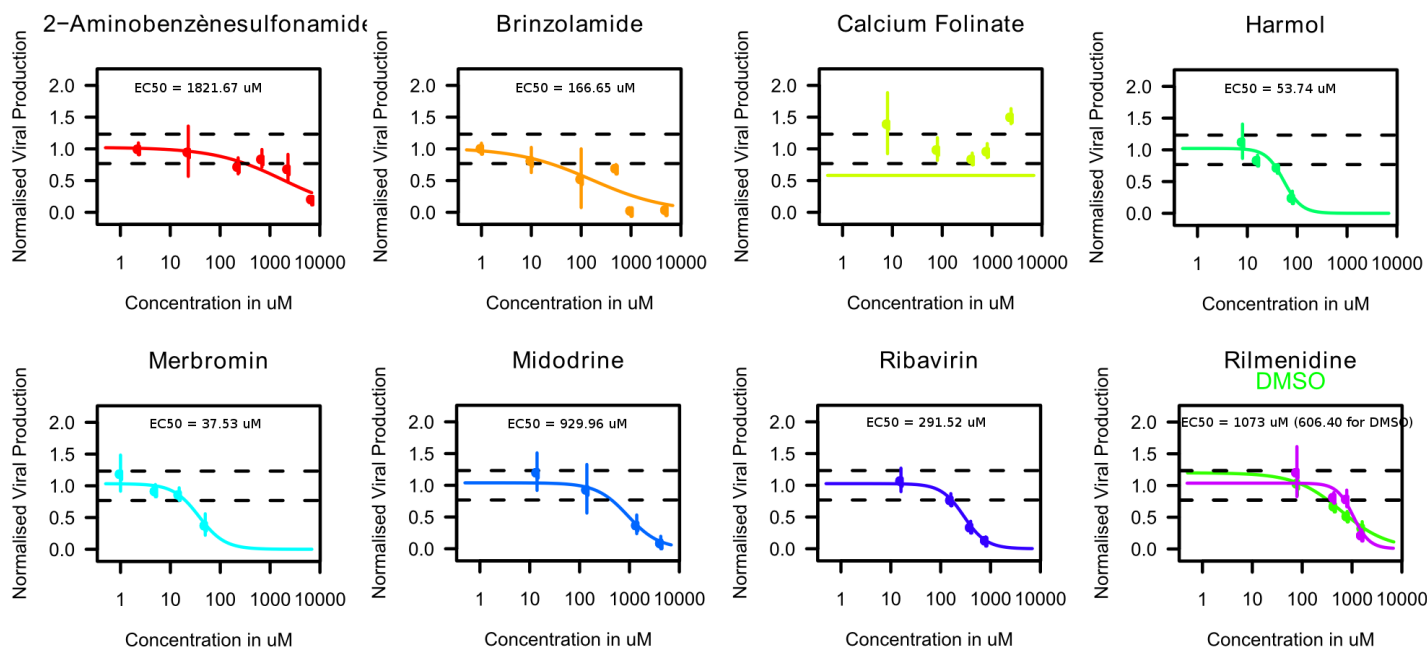 2−Aminobenzènesulfonamide
Normalised Viral Production
2.0
1.5
1.0
0.5
0.0
EC50 = 1821.67 uM
1 10 100 1000 10000
Concentration in uM
Brinzolamide
Normalised Viral Production
2.0
1.5
1.0
0.5
0.0
EC50 = 166.65 uM
1 10 100 1000 10000
Concentration in uM
Calcium Folinate
Normalised Viral Production
2.0
1.5
1.0
0.5
0.0
1 10 100 1000 10000
Concentration in uM
Harmol
Normalised Viral Production
2.0
1.5
1.0
0.5
0.0
EC50 = 53.74 uM
1 10 100 1000 10000
Concentration in uM
Merbromin
Normalised Viral Production
2.0
1.5
1.0
0.5
0.0
EC50 = 37.53 uM
1 10 100 1000 10000
Concentration in uM
Midodrine
Normalised Viral Production
2.0
1.5
1.0
0.5
0.0
EC50 = 929.96 uM
1 10 100 1000 10000
Concentration in uM
Ribavirin
Normalised Viral Production
2.0
1.5
1.0
0.5
0.0
EC50 = 291.52 uM
1 10 100 1000 10000
Concentration in uM
Rilmenidine
DMSO
Normalised Viral Production
2.0
1.5
1.0
0.5
0.0
EC50 = 1073 uM (606.40 for DMSO)
1 10 100 1000 10000
Concentration in uM